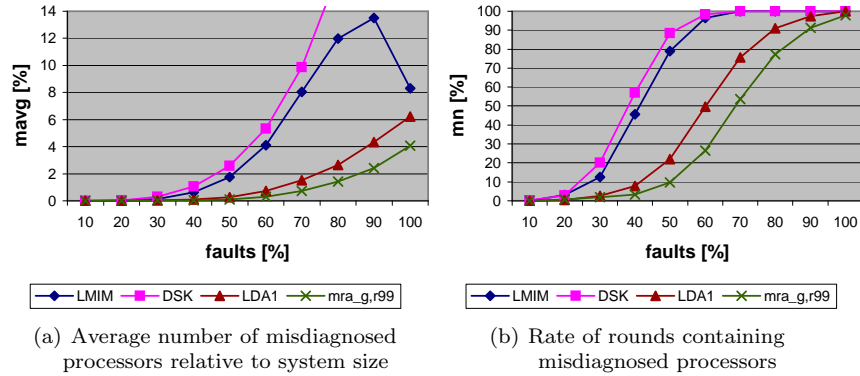 14
12
10
8
6
4
2
0
mavg [%]
10 20 30 40 50 60 70 80 90 100
faults [%]
LMIM DSK LDA1 mra_g,r99
(a) Average number of misdiagnosed
processors relative to system size
100
90
80
70
60
50
40
30
20
10
0
mn [%]
10 20 30 40 50 60 70 80 90 100
faults [%]
LMIM DSK LDA1 mra_g,r99
(b) Rate of rounds containing
misdiagnosed processors